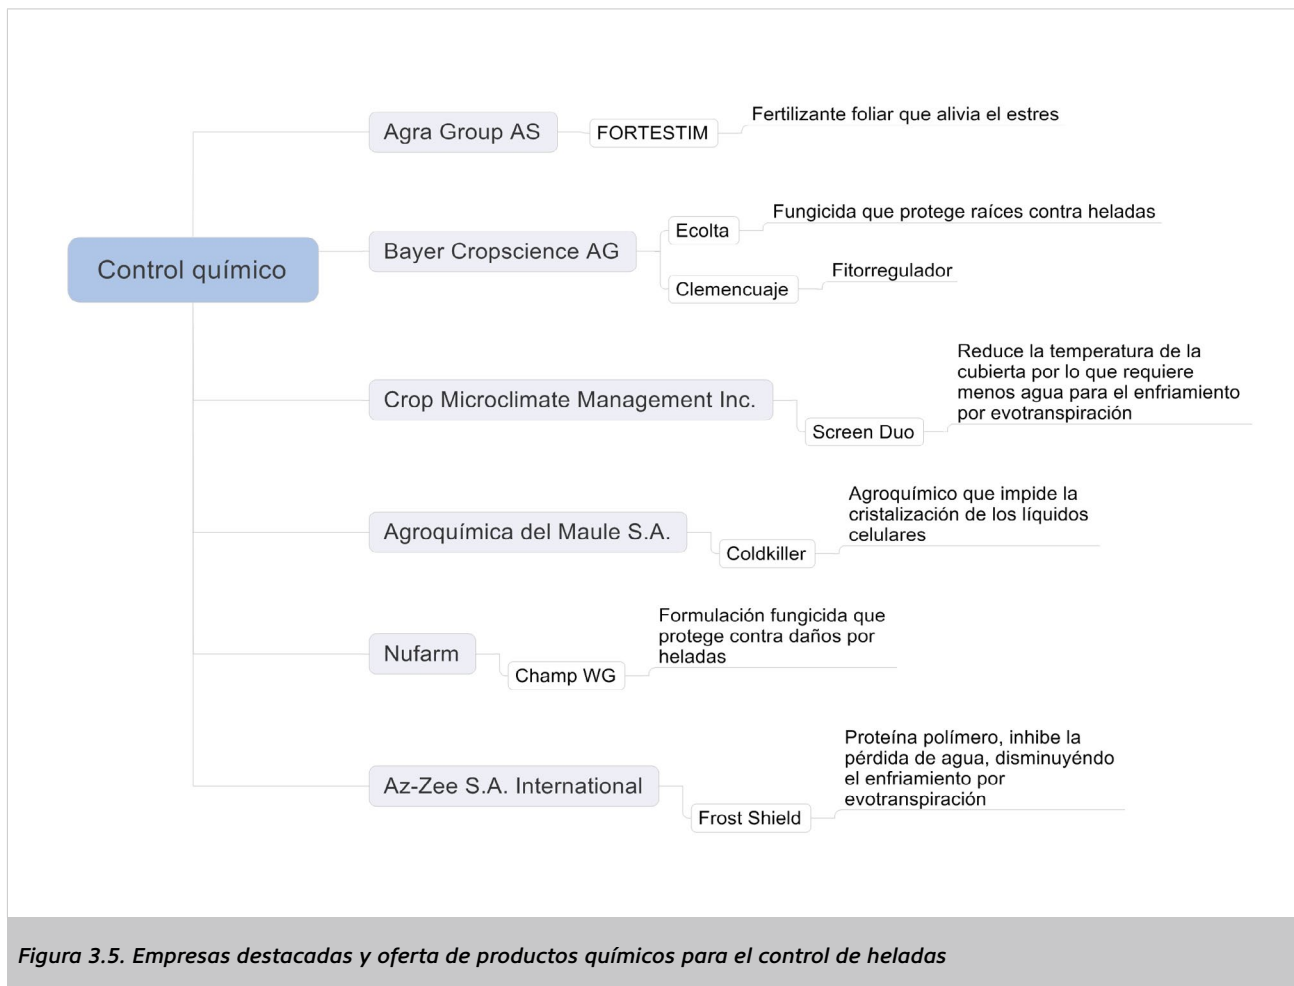 Control químico
Agra Group AS
FORTESTIM
Fertilizante foliar que alivia el estres
Bayer Cropscience AG
Ecolta
Fungicida que protege raíces contra heladas
Clemencuaje
Fitorregulador
Crop Microclimate Management Inc.
Screen Duo
Reduce la temperatura de la
cubierta por lo que requiere
menos agua para el enfriamiento
por evotranspiración
Agroquímica del Maule S.A.
Coldkiller
Agroquímico que impide la
cristalización de los líquidos
celulares
Nufarm
Champ WG
Formulación fungicida que
protege contra daños por
heladas
Az-Zee S.A. International
Frost Shield
Proteína polímero, inhibe la
pérdida de agua, disminuyéndo
el enfriamiento por
evotranspiración
Figura 3.5. Empresas destacadas y oferta de productos químicos para el control de heladas